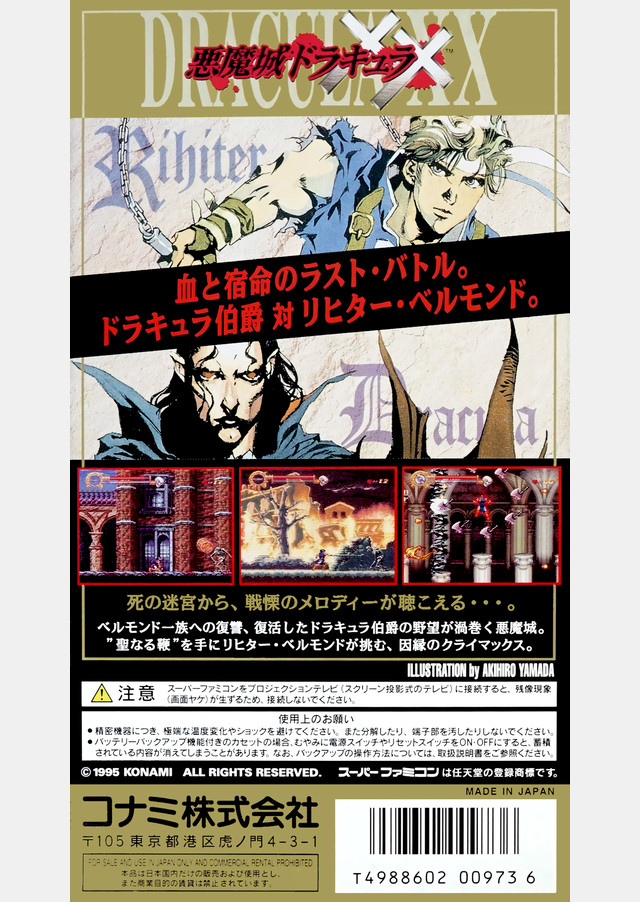 DRACULA XX
悪魔城ドラキュラXX™
Rihiter
血と宿命のラスト・バトル。
ドラキュラ伯爵 対 リヒター・ベルモンド。
Dracula
死の迷宮から、戦慄のメロディーが聴こえる・・・。
ベルモンド一族への復讐、復活したドラキュラ伯爵の野望が渦巻く悪魔城。
"聖なる鞭"を手にリヒター・ベルモンドが挑む、因縁のクライマックス。
ILLUSTRATION by AKIHIRO YAMADA
注意 スーパーファミコンをプロジェクションテレビ(スクリーン投影式のテレビ)に接続すると、残像現象
(画面ヤケ)が生ずるため、接続しないでください。
使用上のお願い
●精密機器につき、極端な温度変化やショックを避けてください。また分解したり、端子部を汚したりしないでください。
●バッテリーバックアップ機能付きのカセットの場合、むやみに電源スイッチやリセットスイッチをON・OFFにすると、蓄積
されている内容が消えてしまうことがあります。なお、バックアップの操作方法については、取扱説明書をご参照ください。
©1995 KONAMI ALL RIGHTS RESERVED. スーパーファミコンは任天堂の登録商標です。
MADE IN JAPAN
コナミ株式会社
〒105 東京都港区虎ノ門4-3-1
FOR SALE AND USE IN JAPAN ONLY AND COMMERCIAL RENTAL PROHIBITED
本品は日本国内だけの販売および使用とし、
また商業目的の賃貸は禁止されています。
T4988602 009736